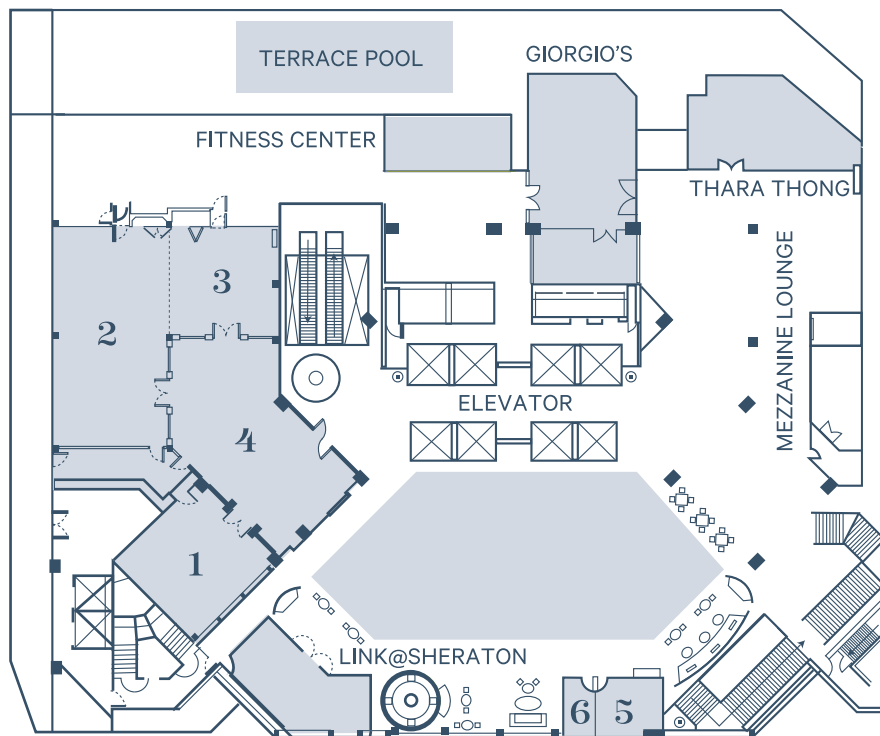 GIORGIO'S
TERRACE POOL
FITNESS CENTER
THARA THONG
MEZZANINE LOUNGE
3
2
ELEVATOR
4
1
LINK@SHERATON
6
5